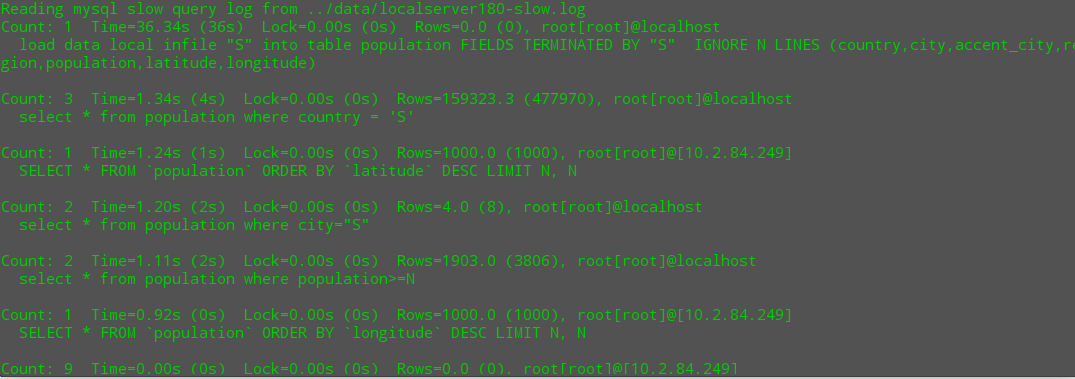 Reading mysql slow query log from ../data/localserver180-slow.log
Count: 1  Time=36.34s (36s)  Lock=0.00s (0s)  Rows=0.0 (0), root[root]@localhost
  load data local infile "S" into table population FIELDS TERMINATED BY "S"  IGNORE N LINES (country,city,accent_city,re
gion,population,latitude,longitude)

Count: 3  Time=1.34s (4s)  Lock=0.00s (0s)  Rows=159323.3 (477970), root[root]@localhost
  select * from population where country = 'S'

Count: 1  Time=1.24s (1s)  Lock=0.00s (0s)  Rows=1000.0 (1000), root[root]@[10.2.84.249]
  SELECT * FROM `population` ORDER BY `latitude` DESC LIMIT N, N

Count: 2  Time=1.20s (2s)  Lock=0.00s (0s)  Rows=4.0 (8), root[root]@localhost
  select * from population where city="S"

Count: 2  Time=1.11s (2s)  Lock=0.00s (0s)  Rows=1903.0 (3806), root[root]@localhost
  select * from population where population>=N

Count: 1  Time=0.92s (0s)  Lock=0.00s (0s)  Rows=1000.0 (1000), root[root]@[10.2.84.249]
  SELECT * FROM `population` ORDER BY `longitude` DESC LIMIT N, N

Count: 9  Time=0.00s (0s)  Lock=0.00s (0s)  Rows=0.0 (0), root[root]@[10.2.84.249]